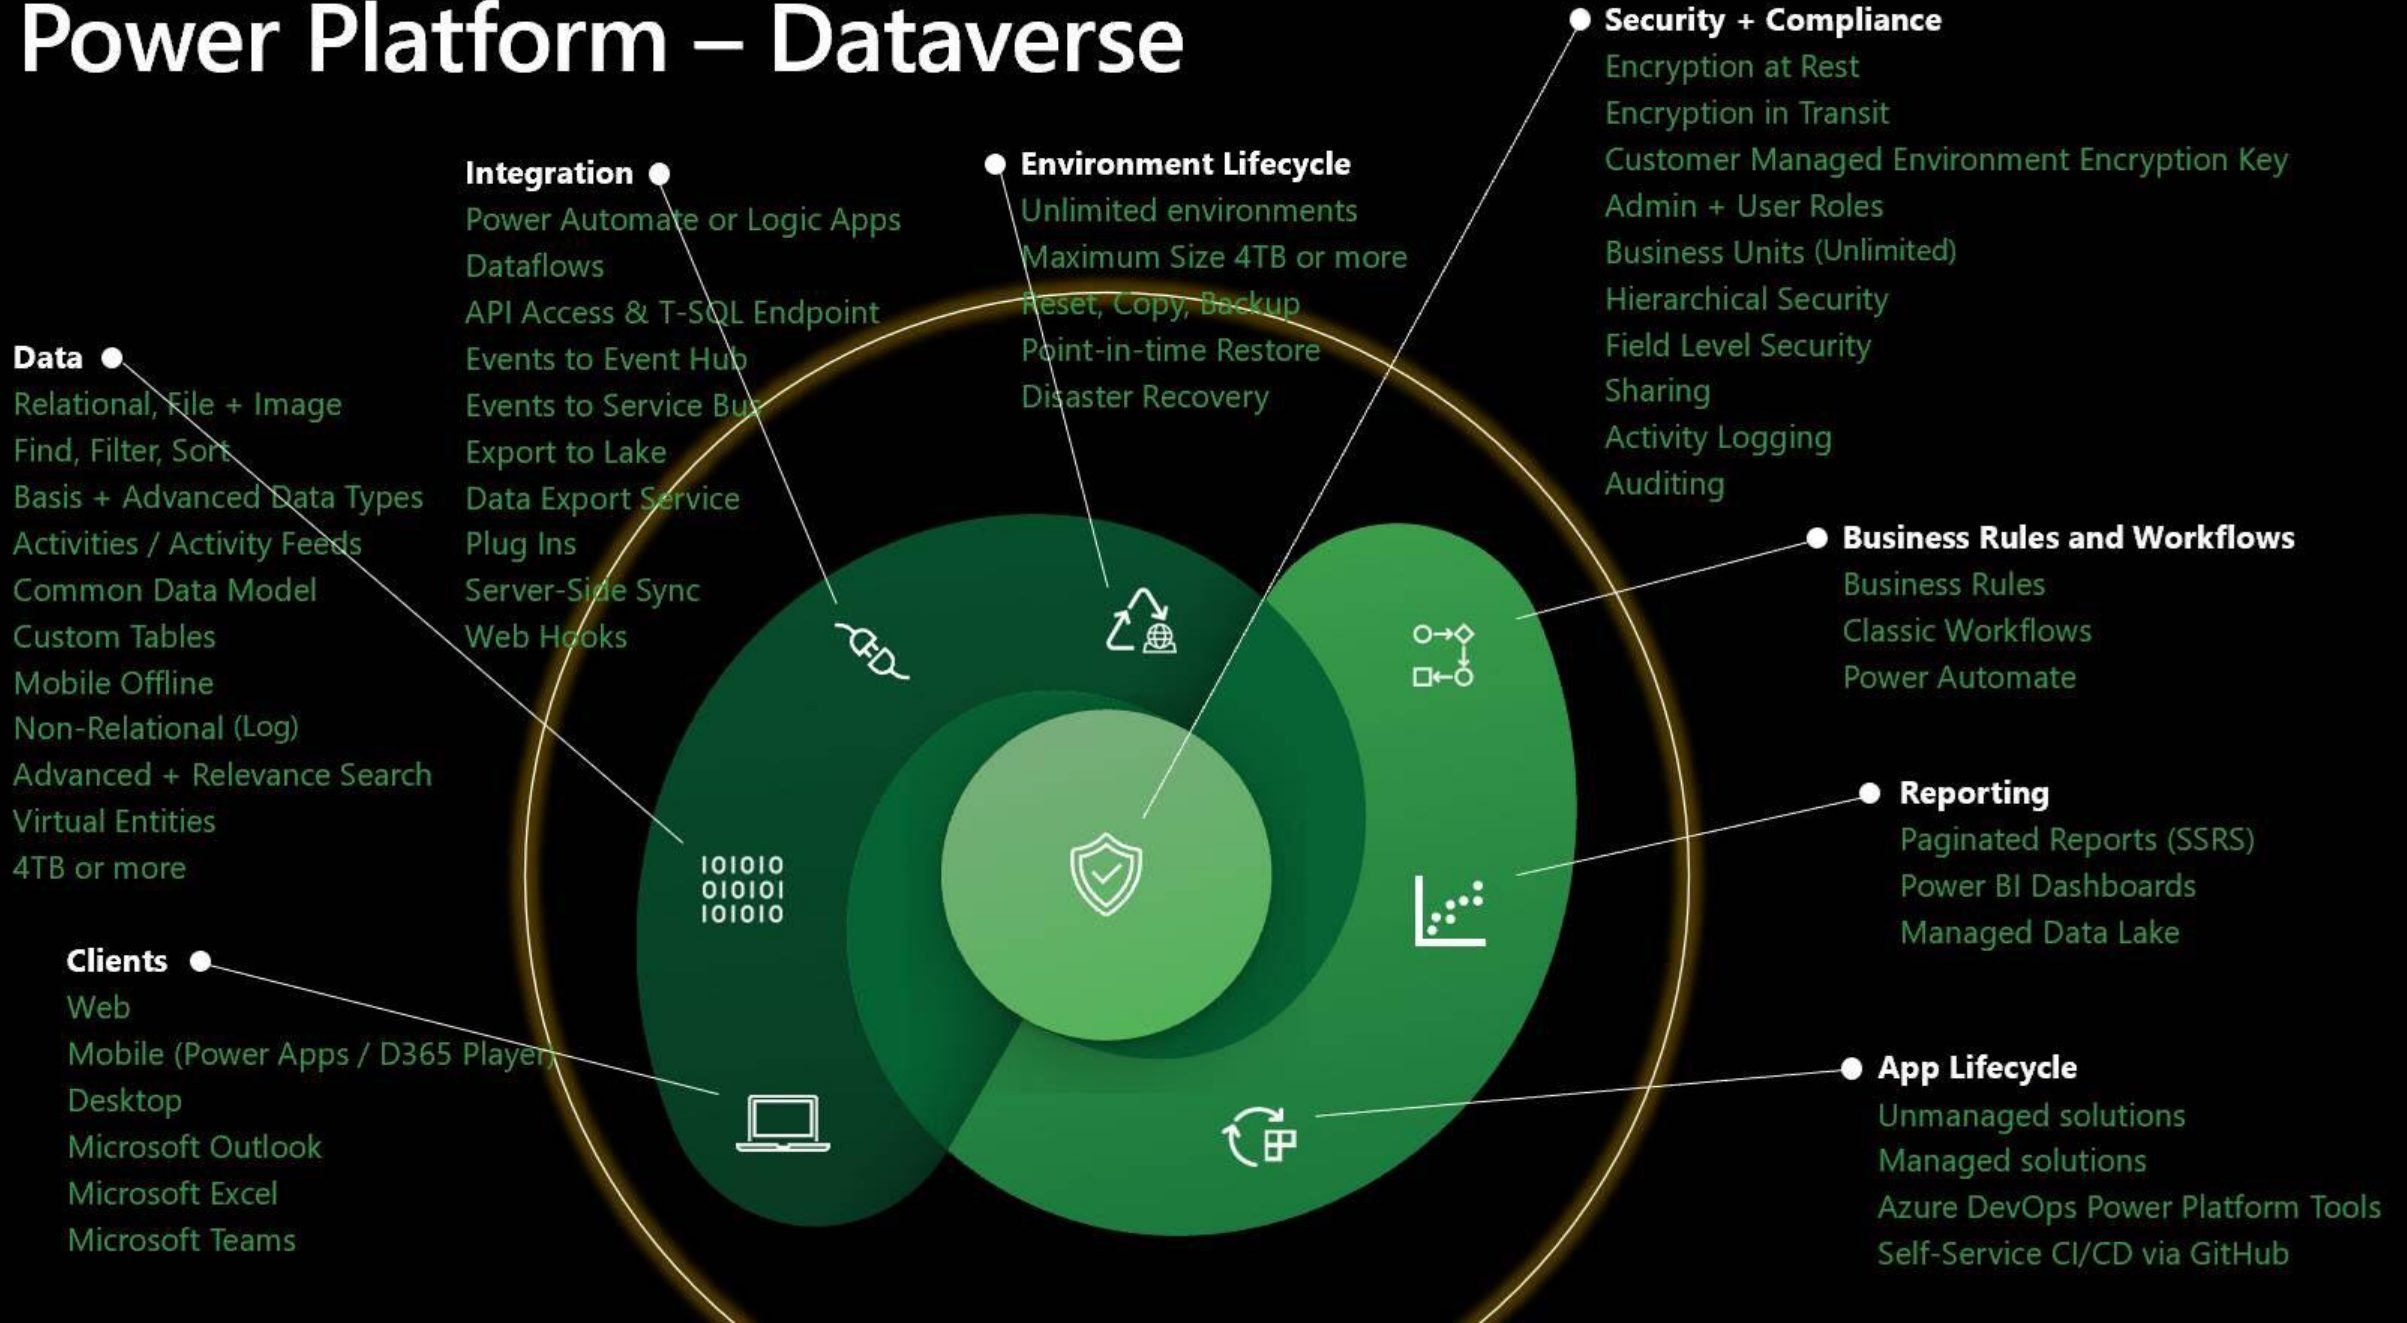 Power Platform – Dataverse
Security + Compliance
Encryption at Rest
Encryption in Transit
Customer Managed Environment Encryption Key
Admin + User Roles
Business Units (Unlimited)
Hierarchical Security
Field Level Security
Sharing
Activity Logging
Auditing
Integration
Power Automate or Logic Apps
Dataflows
API Access & T-SQL Endpoint
Events to Event Hub
Events to Service Bus
Export to Lake
Data Export Service
Plug Ins
Server-Side Sync
Web Hooks
Environment Lifecycle
Unlimited environments
Maximum Size 4TB or more
Reset, Copy, Backup
Point-in-time Restore
Disaster Recovery
Data
Relational, File + Image
Find, Filter, Sort
Basis + Advanced Data Types
Activities / Activity Feeds
Common Data Model
Custom Tables
Mobile Offline
Non-Relational (Log)
Advanced + Relevance Search
Virtual Entities
4TB or more
Business Rules and Workflows
Business Rules
Classic Workflows
Power Automate
Reporting
Paginated Reports (SSRS)
Power BI Dashboards
Managed Data Lake
101010
010101
101010
Clients
Web
Mobile (Power Apps / D365 Player)
Desktop
Microsoft Outlook
Microsoft Excel
Microsoft Teams
App Lifecycle
Unmanaged solutions
Managed solutions
Azure DevOps Power Platform Tools
Self-Service CI/CD via GitHub